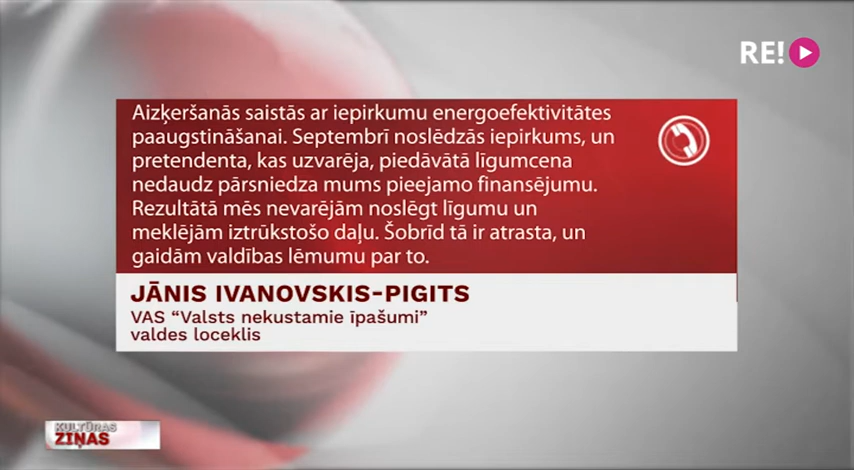 RE!
Aizķeršanās saistās ar iepirkumu energoefektivitātes
paaugstināšanai. Septembrī noslēdzās iepirkums, un
pretendenta, kas uzvarēja, piedāvātā līgumcena
nedaudz pārsniedza mums pieejamo finansējumu.
Rezultātā mēs nevarējām noslēgt līgumu un
meklējām iztrūkstošo daļu. Šobrīd tā ir atrasta, un
gaidām valdības lēmumu par to.
JĀNIS IVANOVSKIS-PIGITS
VAS “Valsts nekustamie īpašumi”
valdes loceklis
KULTŪRAS
ZIŅAS